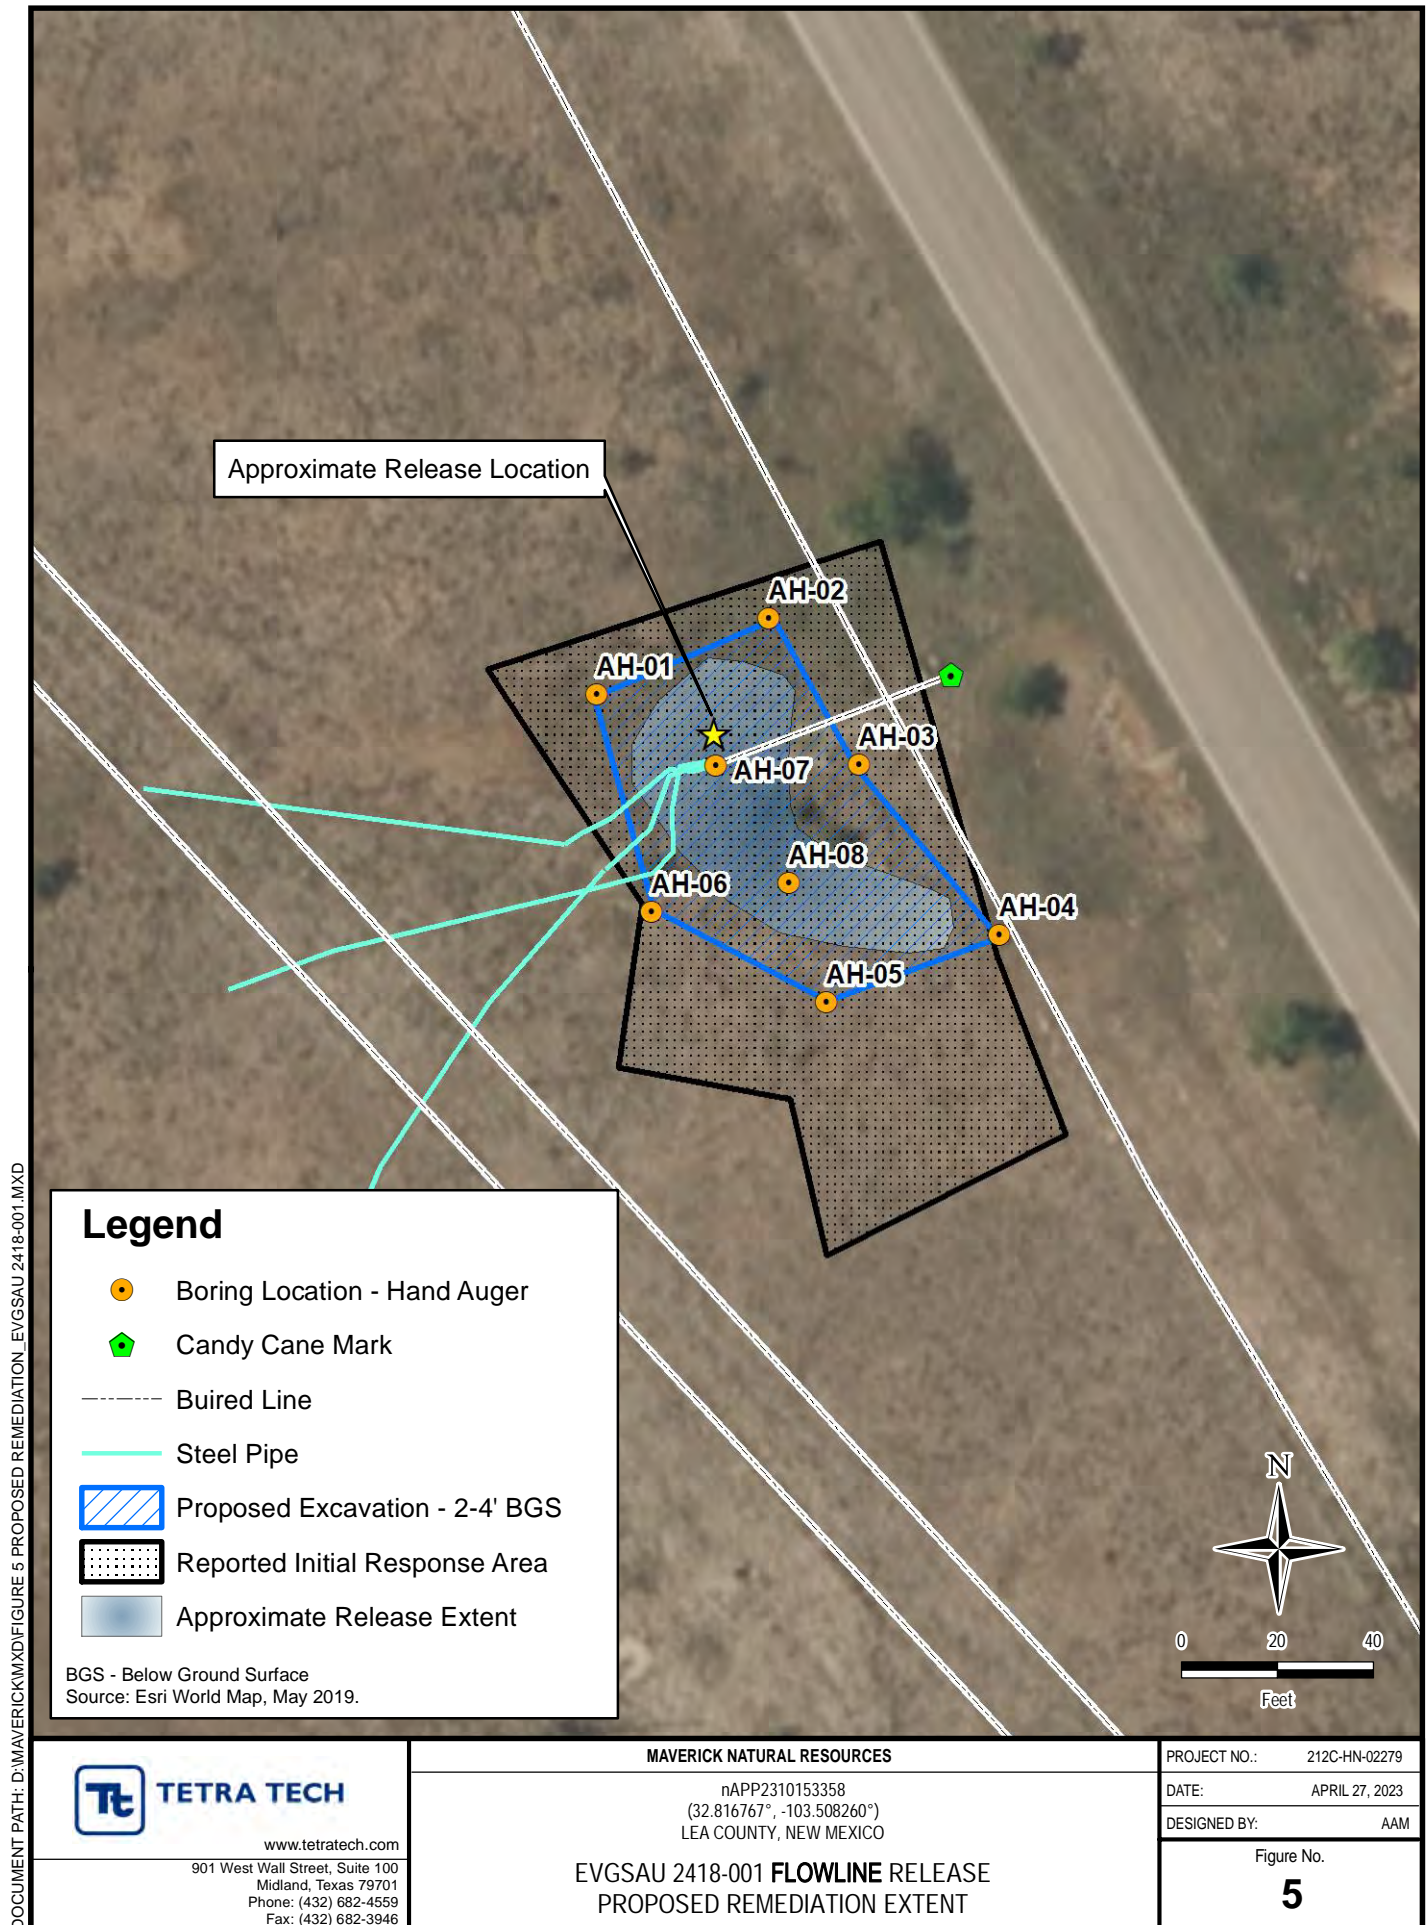 Approximate Release Location
AH-02
AH-01
AH-03
AH-07
AH-08
AH-06
AH-04
AH-05
Legend
Boring Location - Hand Auger
Candy Cane Mark
Buired Line
Steel Pipe
Proposed Excavation - 2-4' BGS
Reported Initial Response Area
Approximate Release Extent
BGS - Below Ground Surface
Source: Esri World Map, May 2019.
N
0 20 40
Feet
DOCUMENT PATH: D:\MAVERICK\MXD\FIGURE 5 PROPOSED REMEDIATION_EVGSAU 2418-001.MXD
Tt TETRA TECH
www.tetratech.com
901 West Wall Street, Suite 100
Midland, Texas 79701
Phone: (432) 682-4559
Fax: (432) 682-3946
MAVERICK NATURAL RESOURCES
nAPP2310153358
(32.816767°, -103.508260°)
LEA COUNTY, NEW MEXICO
EVGSAU 2418-001 FLOWLINE RELEASE
PROPOSED REMEDIATION EXTENT
PROJECT NO.: 212C-HN-02279
DATE: APRIL 27, 2023
DESIGNED BY: AAM
Figure No.
5